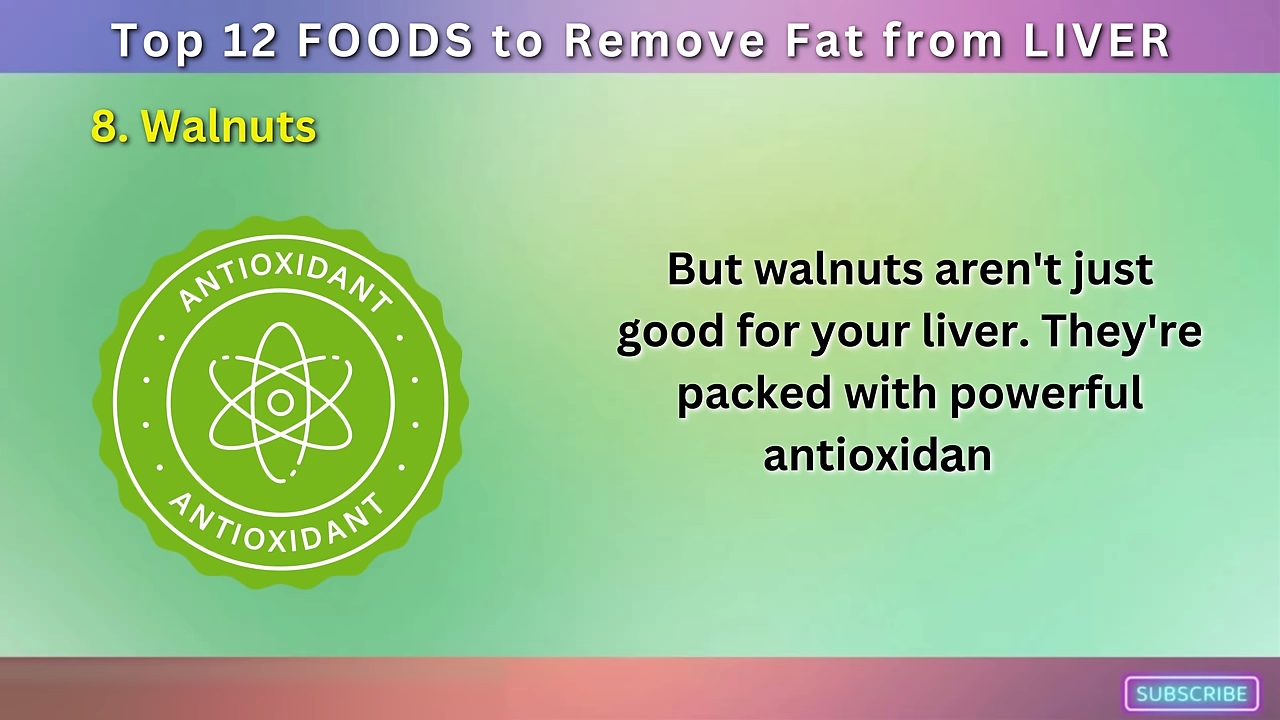 Top 12 FOODS to Remove Fat from LIVER
8. Walnuts
ANTIOXIDANT
ANTIOXIDANT
But walnuts aren't just
good for your liver. They're
packed with powerful
antioxidan
SUBSCRIBE